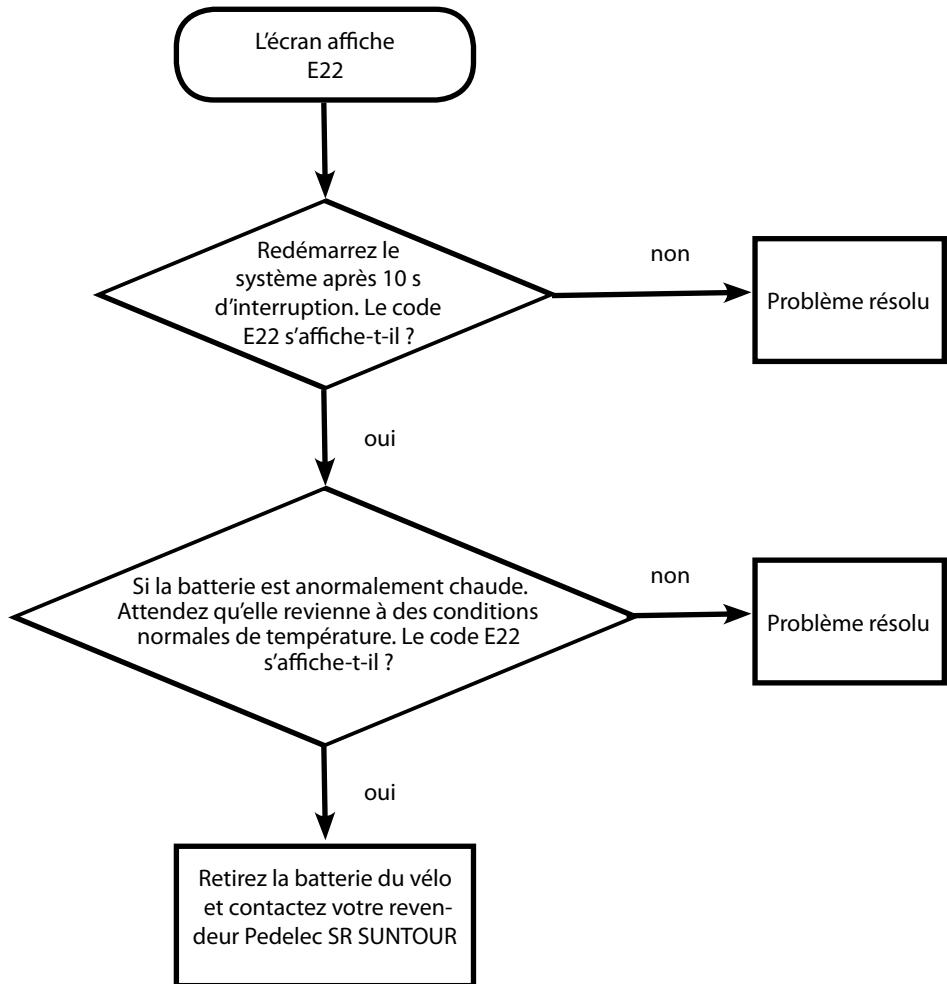 L'écran affiche
E22
Redémarrez le
système après 10 s
d'interruption. Le code
E22 s'affiche-t-il ?
non
Problème résolu
oui
Si la batterie est anormalement chaude.
Attendez qu'elle revienne à des conditions
normales de température. Le code E22
s'affiche-t-il ?
non
Problème résolu
oui
Retirez la batterie du vélo
et contactez votre reven-
deur Pedelec SR SUNTOUR